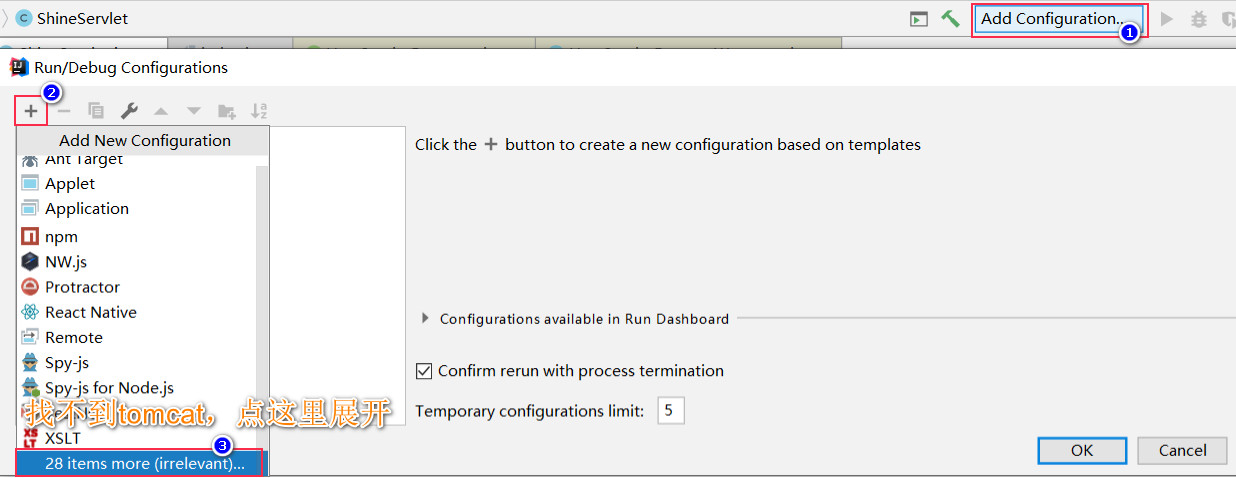 ShineServlet
Add Configuration...
1
Run/Debug Configurations
2
Add New Configuration
Ant Target
Applet
Application
npm
NW.js
Protractor
React Native
Remote
Spy-js
Spy-js for Node.js
找不到tomcat，点这里展开
XSLT
3
28 items more (irrelevant)...
Click the + button to create a new configuration based on templates
Configurations available in Run Dashboard
Confirm rerun with process termination
Temporary configurations limit: 5
OK
Cancel